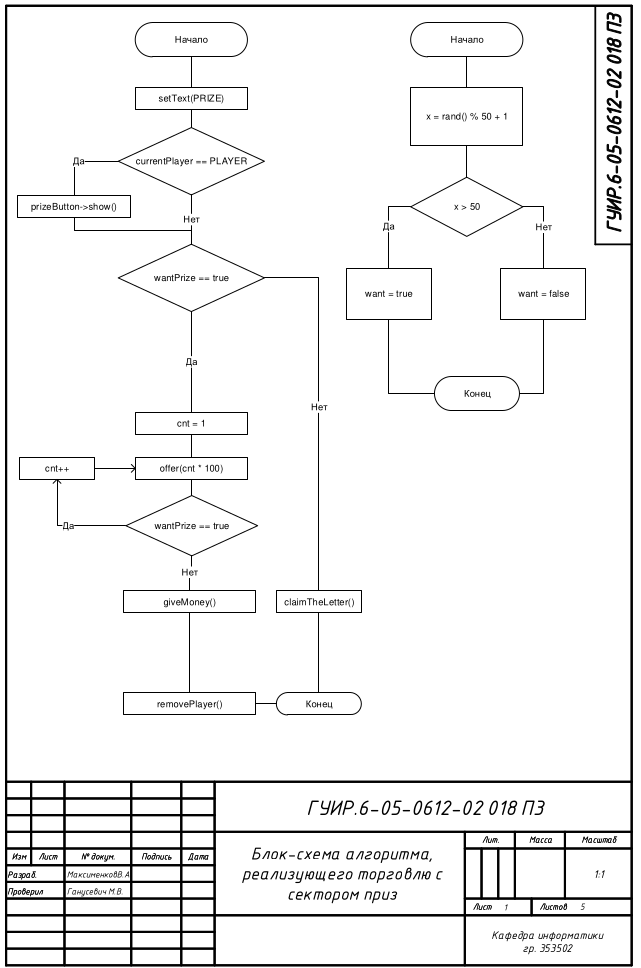 ГУИР.6-05-0612-02 018 ПЗ
Начало
setText(PRIZE)
currentPlayer == PLAYER
Да
prizeButton->show()
Нет
wantPrize == true
Да
Нет
cnt = 1
cnt++
offer(cnt * 100)
wantPrize == true
Да
Нет
giveMoney()
claimTheLetter()
removePlayer()
Конец
Начало
x = rand() % 50 + 1
x > 50
Да
Нет
want = true
want = false
Конец
ГУИР.6-05-0612-02 018 ПЗ
Изм Лист № докум. Подпись Дата
Разраб. МаксименковВ.А
Проверил Ганусевич М.В.
Блок-схема алгоритма,
реализующего торговлю с
сектором приз
Лит. Масса Масштаб
1:1
Лист 1 Листов 5
Кафедра информатики
гр. 353502